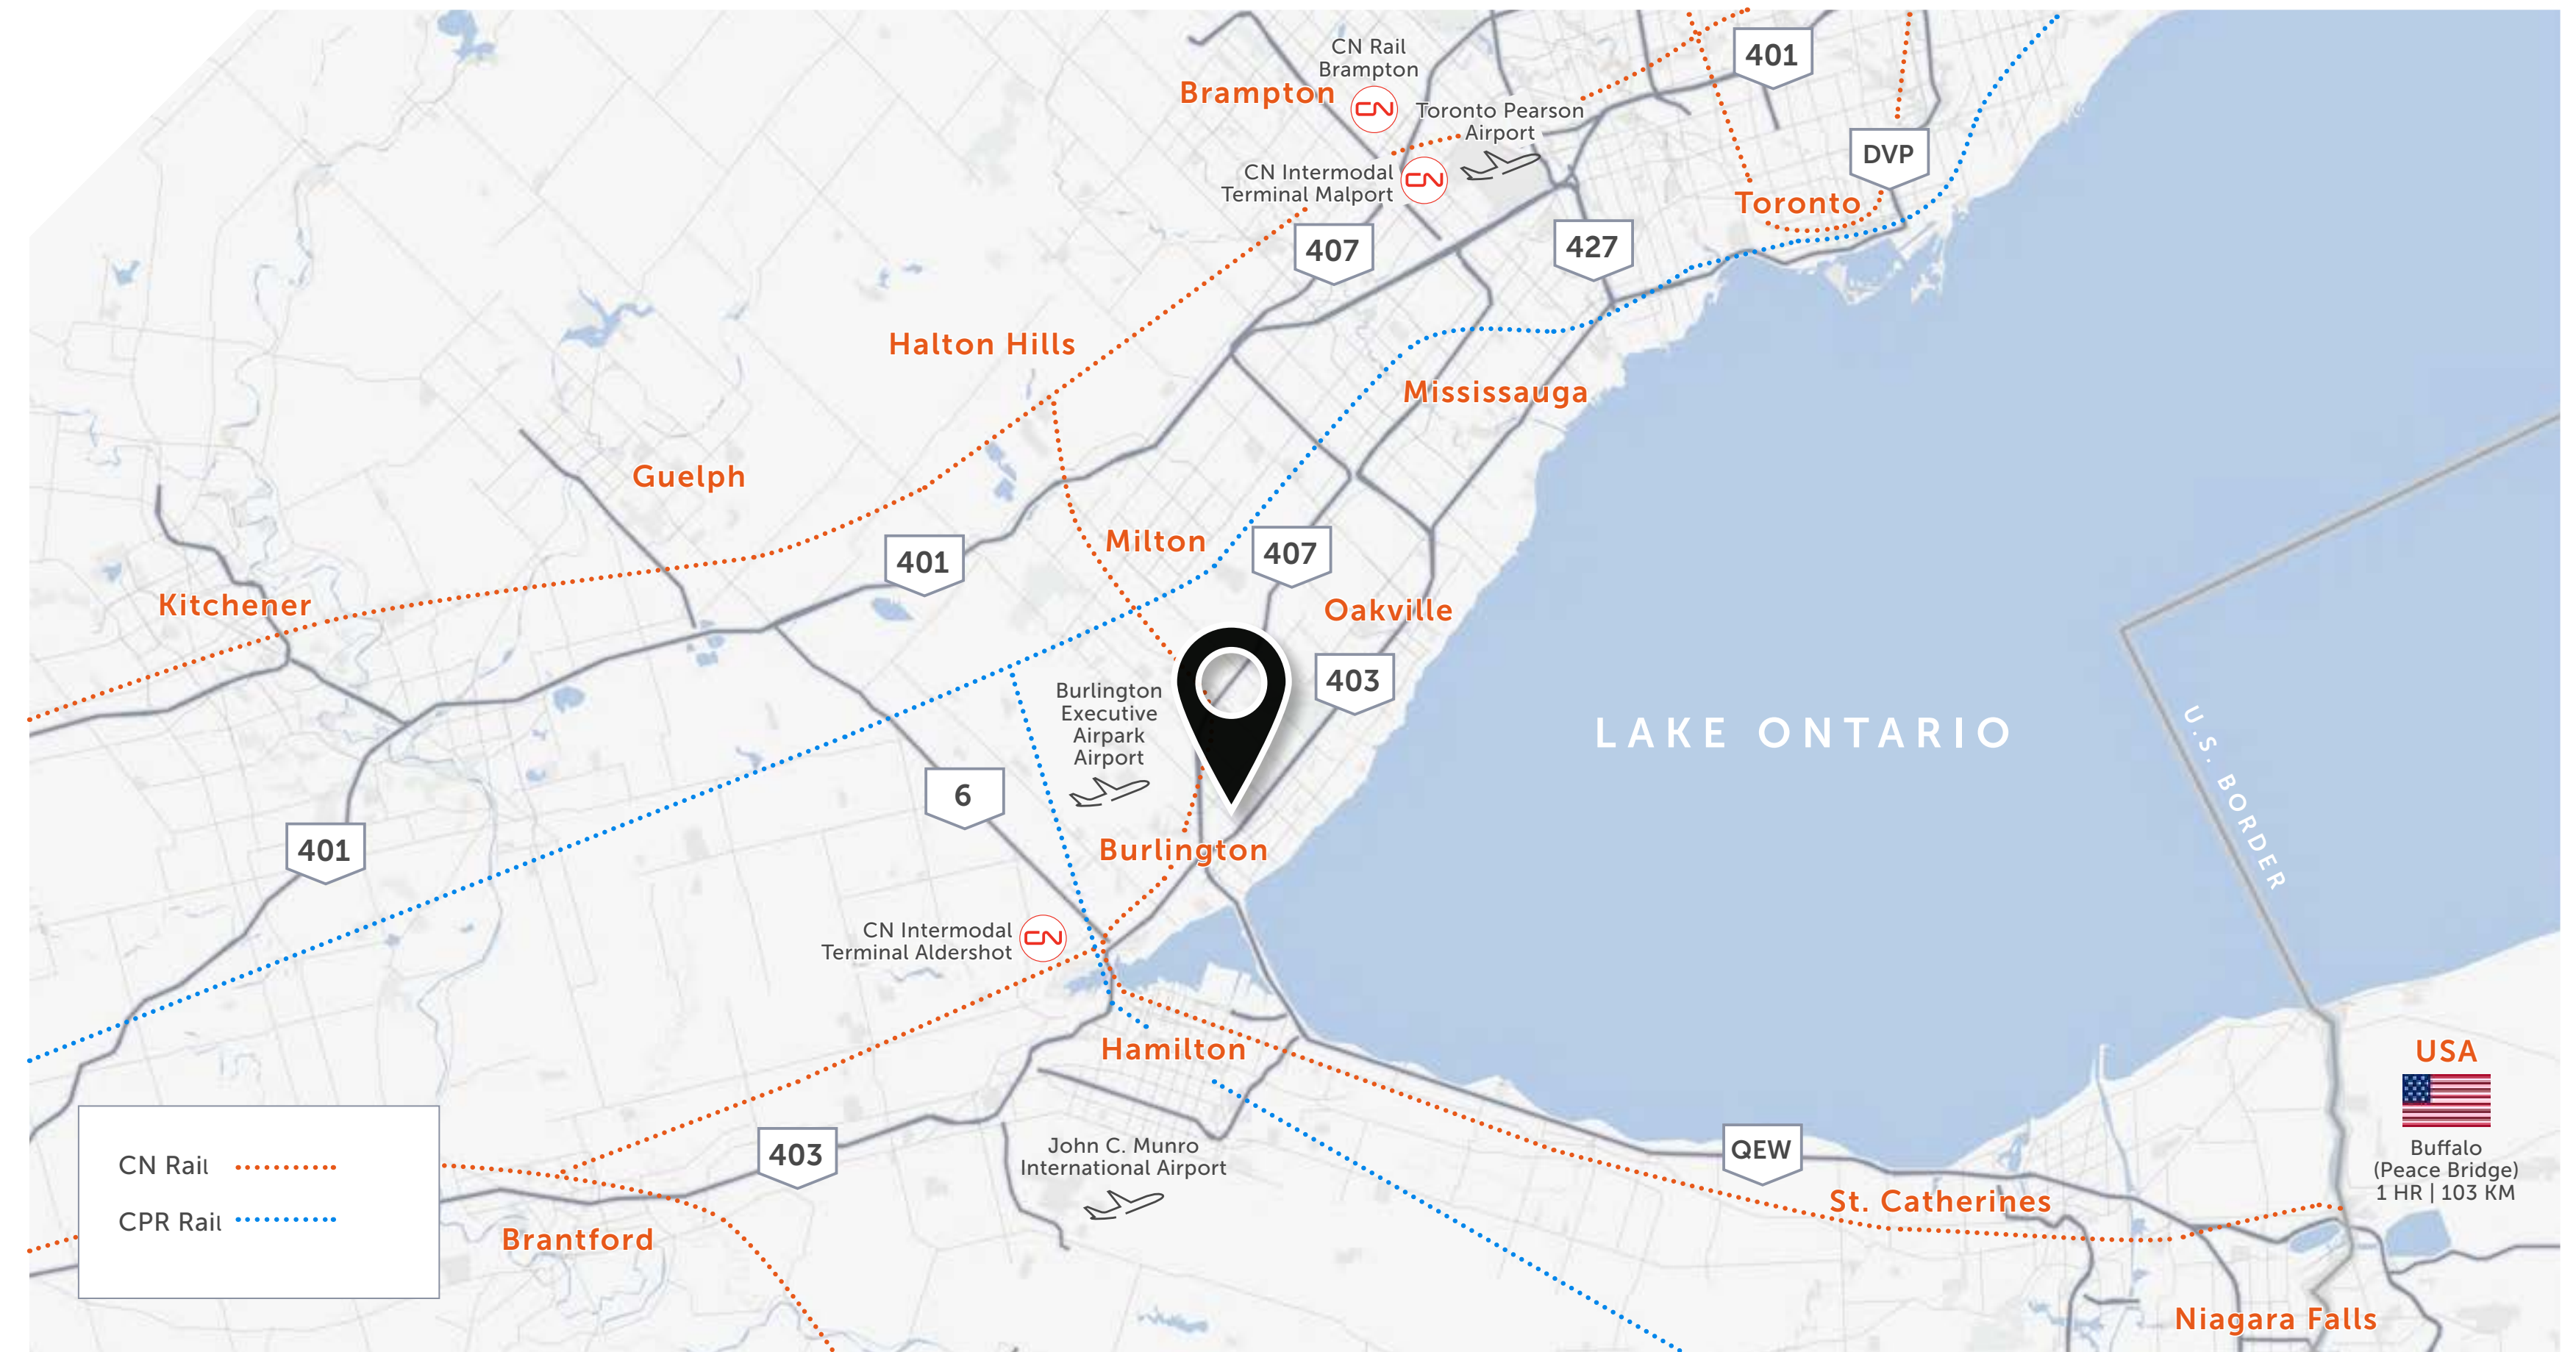 CN Rail
Brampton
Brampton
CN
401
Toronto Pearson
Airport
DVP
CN Intermodal
Terminal Malport
CN
Toronto
407
427
Halton Hills
Mississauga
Guelph
Milton
407
401
Kitchener
Oakville
403
Burlington
Executive
Airpark
Airport
LAKE ONTARIO
U.S. BORDER
6
401
Burlington
CN Intermodal
Terminal Aldershot
CN
Hamilton
USA
John C. Munro
International Airport
403
QEW
Buffalo
(Peace Bridge)
1 HR | 103 KM
CN Rail
CPR Rail
St. Catherines
Brantford
Niagara Falls